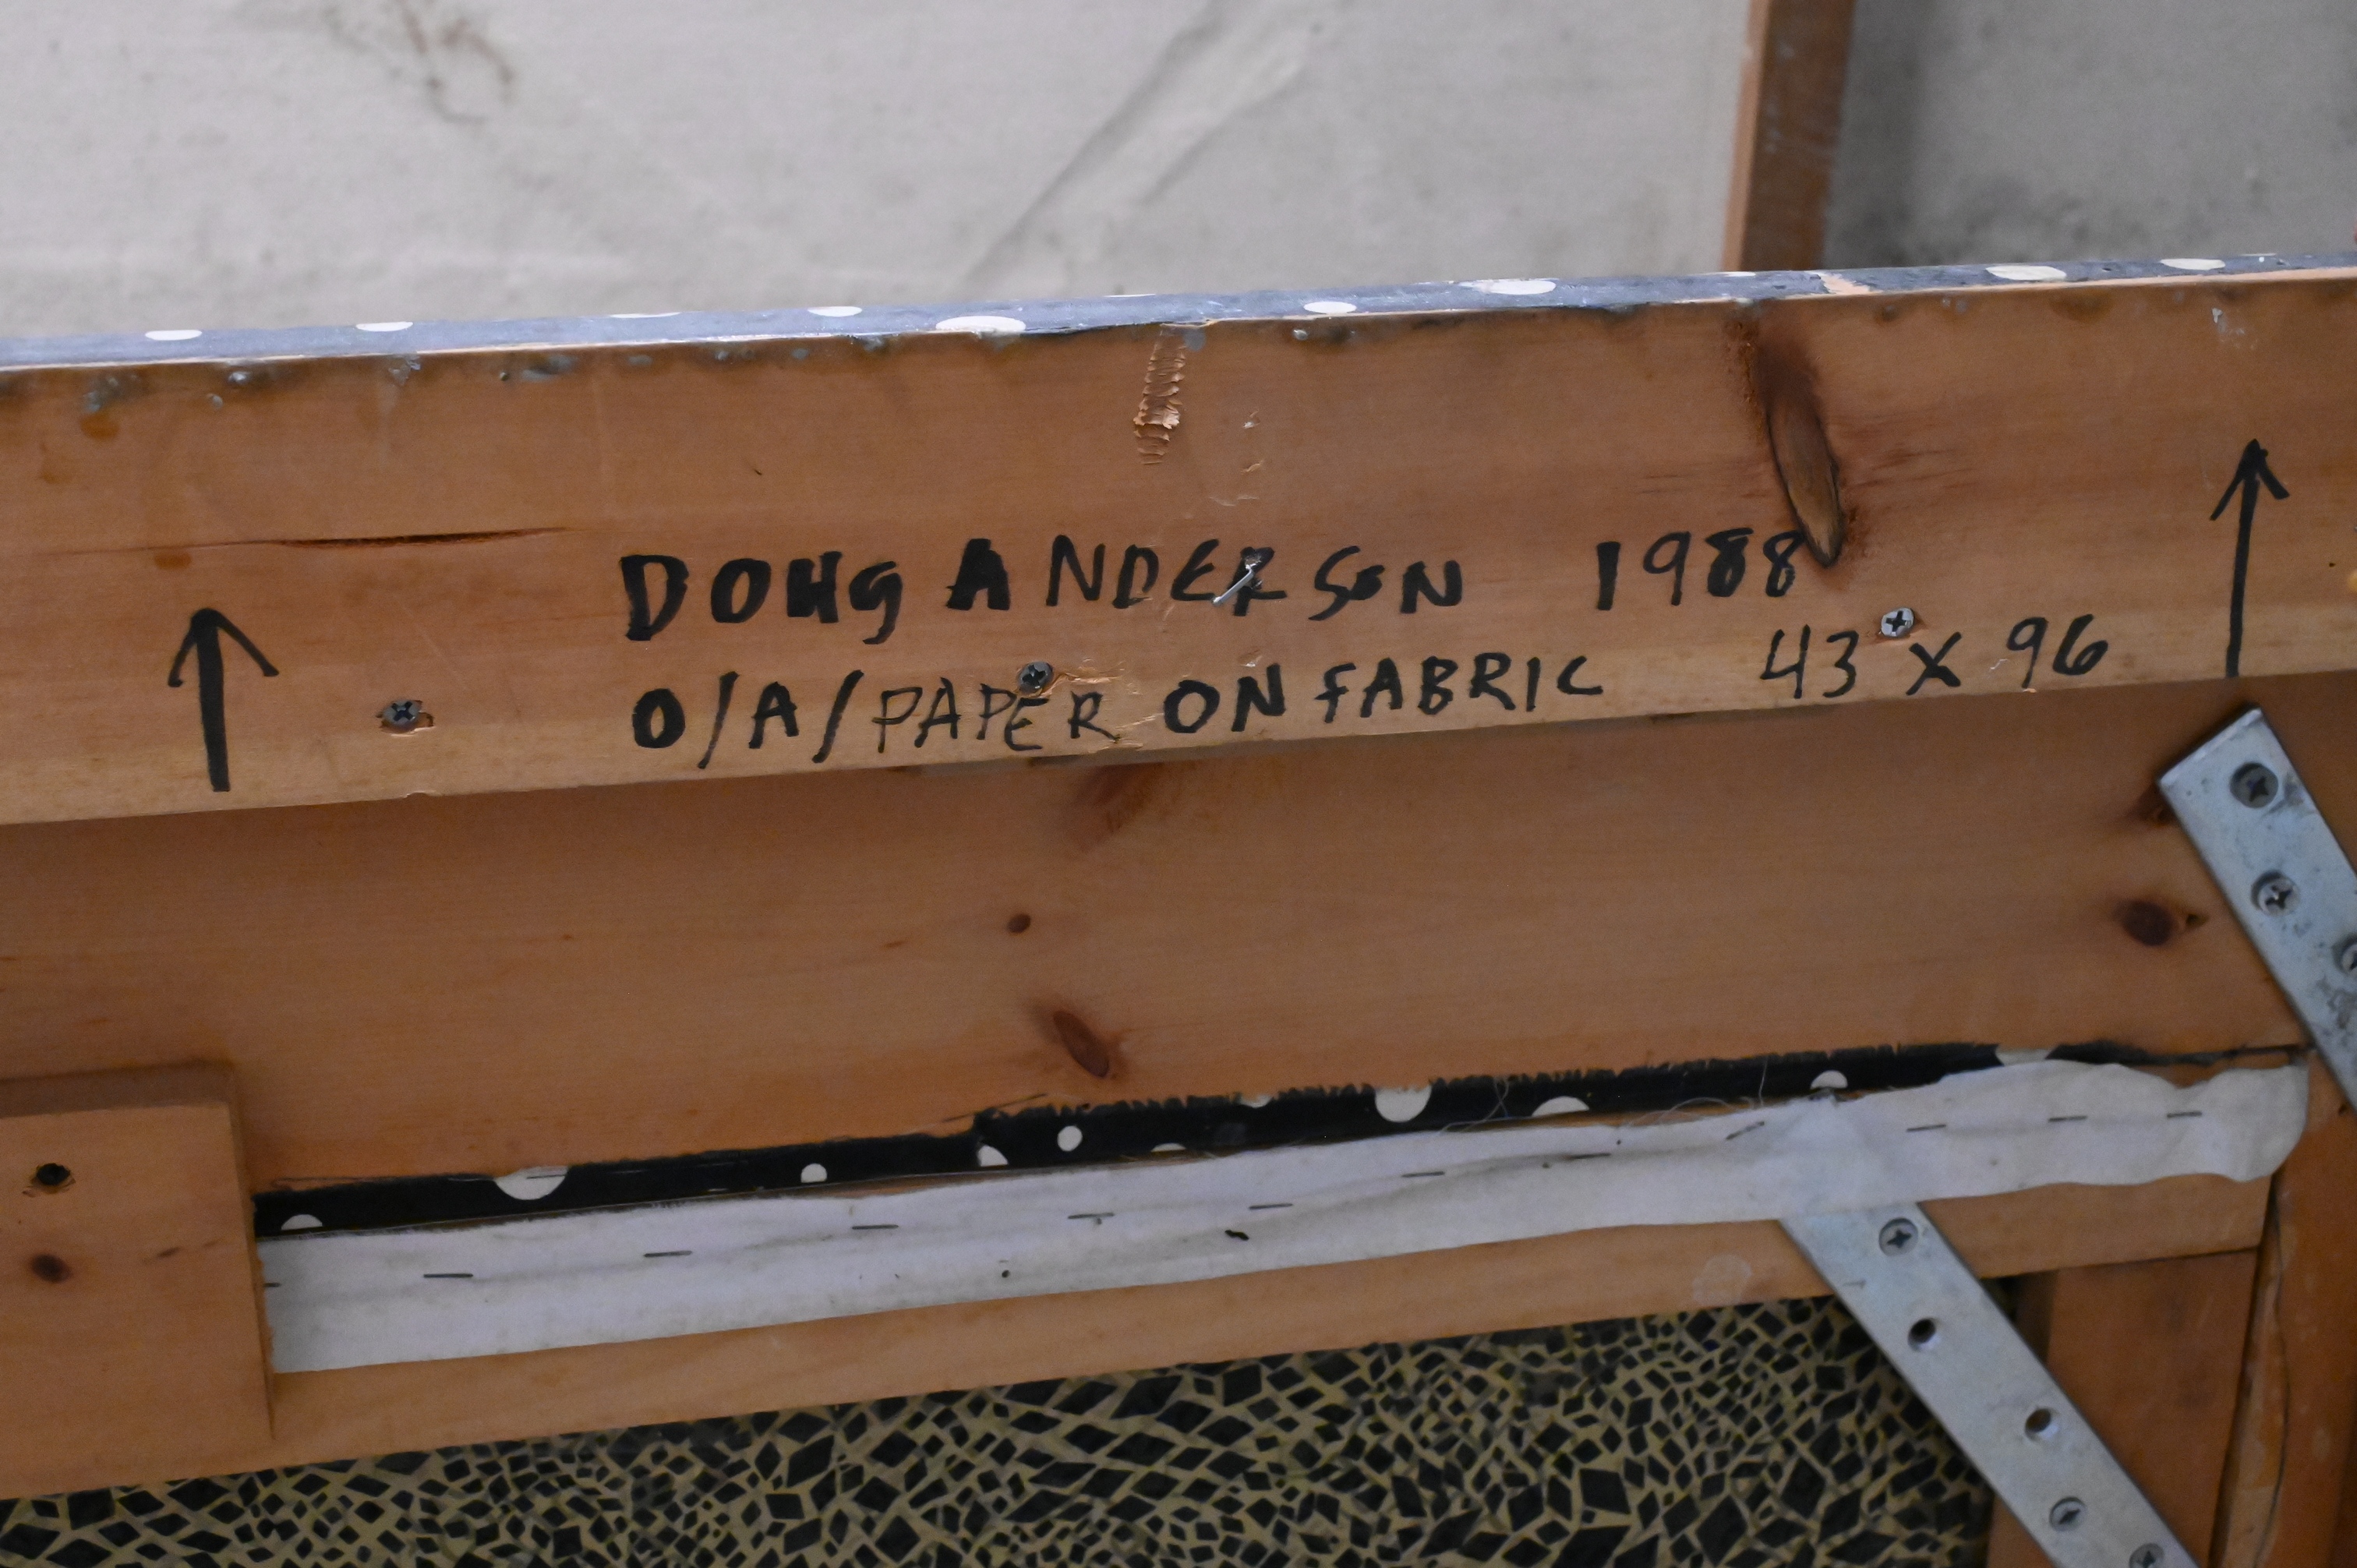 DOUG ANDERSON 1988
O/A/PAPER ON FABRIC 43 X 96